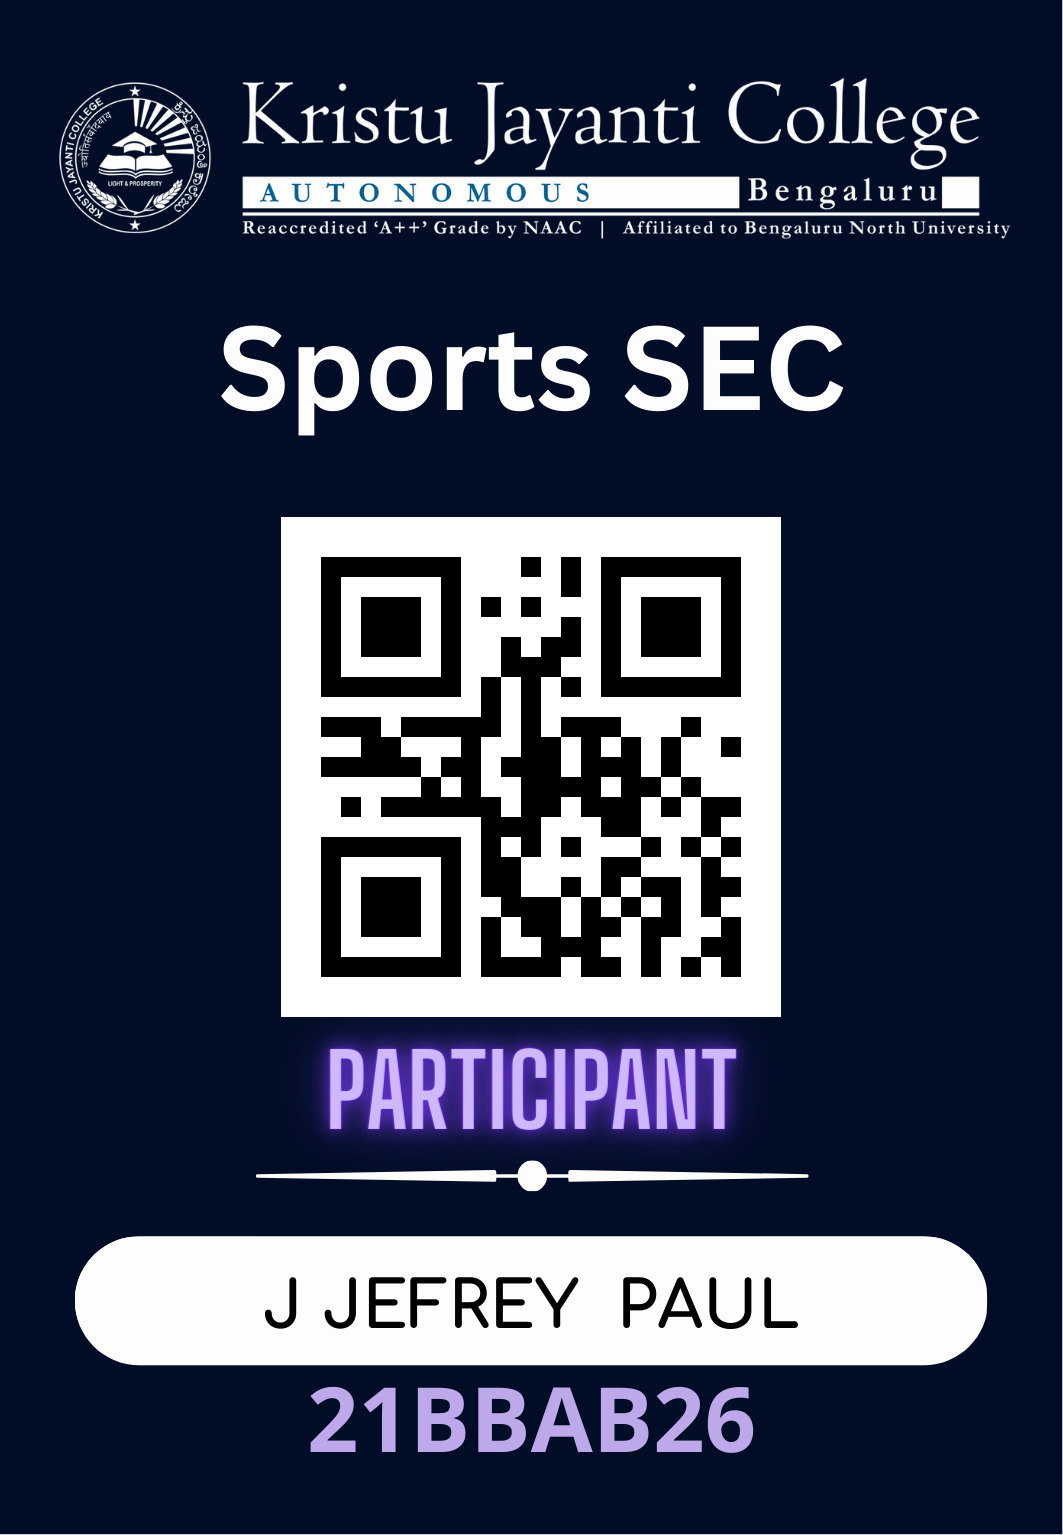 KRISTU JAYANTI COLLEGE
ज्योतिसंवादयाय
LIGHT & PROSPERITY
Kristu Jayanti College
AUTONOMOUS Bengaluru
Reaccredited ‘A++’ Grade by NAAC | Affiliated to Bengaluru North University
Sports SEC
PARTICIPANT
J JEFREY PAUL
21BBAB26